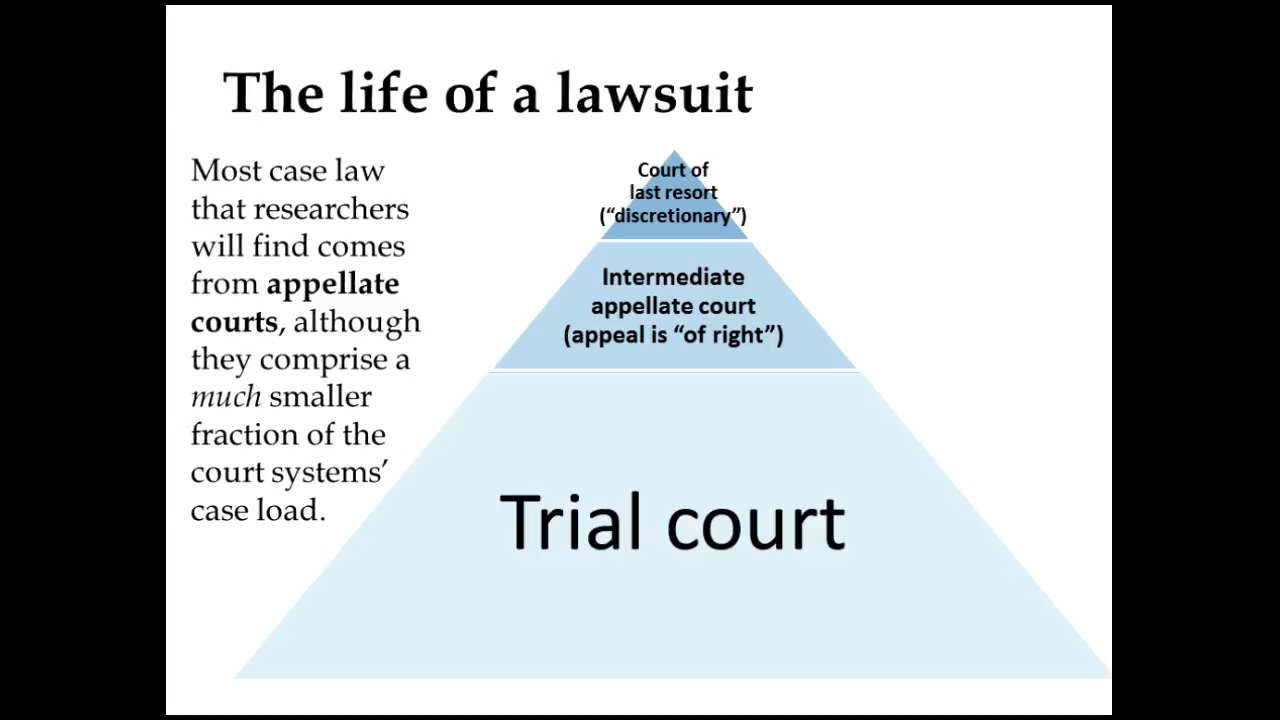 The life of a lawsuit
Most case law
that researchers
will find comes
from appellate
courts, although
they comprise a
much smaller
fraction of the
court systems’
case load.
Court of
last resort
(“discretionary”)
Intermediate
appellate court
(appeal is “of right”)
Trial court